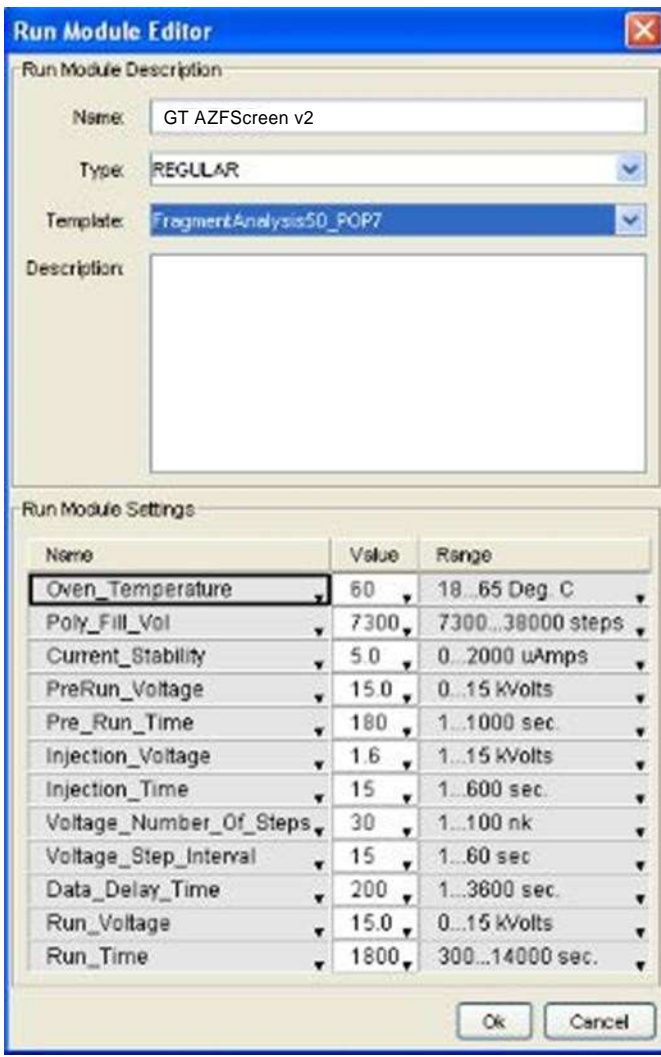 Run Module Editor
Run Module Description
Name: GT AZFScreen v2
Type: REGULAR
Template: FragmentAnalysis50_POP7
Description:
Run Module Settings
Name Value Range
Oven_Temperature 60 18...65 Deg. C
Poly_Fill_Vol 7300 7300...38000 steps
Current_Stability 5.0 0...2000 uAmps
PreRun_Voltage 15.0 0...15 kVolts
Pre_Run_Time 180 1...1000 sec.
Injection_Voltage 1.6 1...15 kVolts
Injection_Time 15 1...600 sec.
Voltage_Number_Of_Steps 30 1...100 nk
Voltage_Step_Interval 15 1...60 sec
Data_Delay_Time 200 1...3600 sec.
Run_Voltage 15.0 0...15 kVolts
Run_Time 1800 300...14000 sec.
Ok Cancel